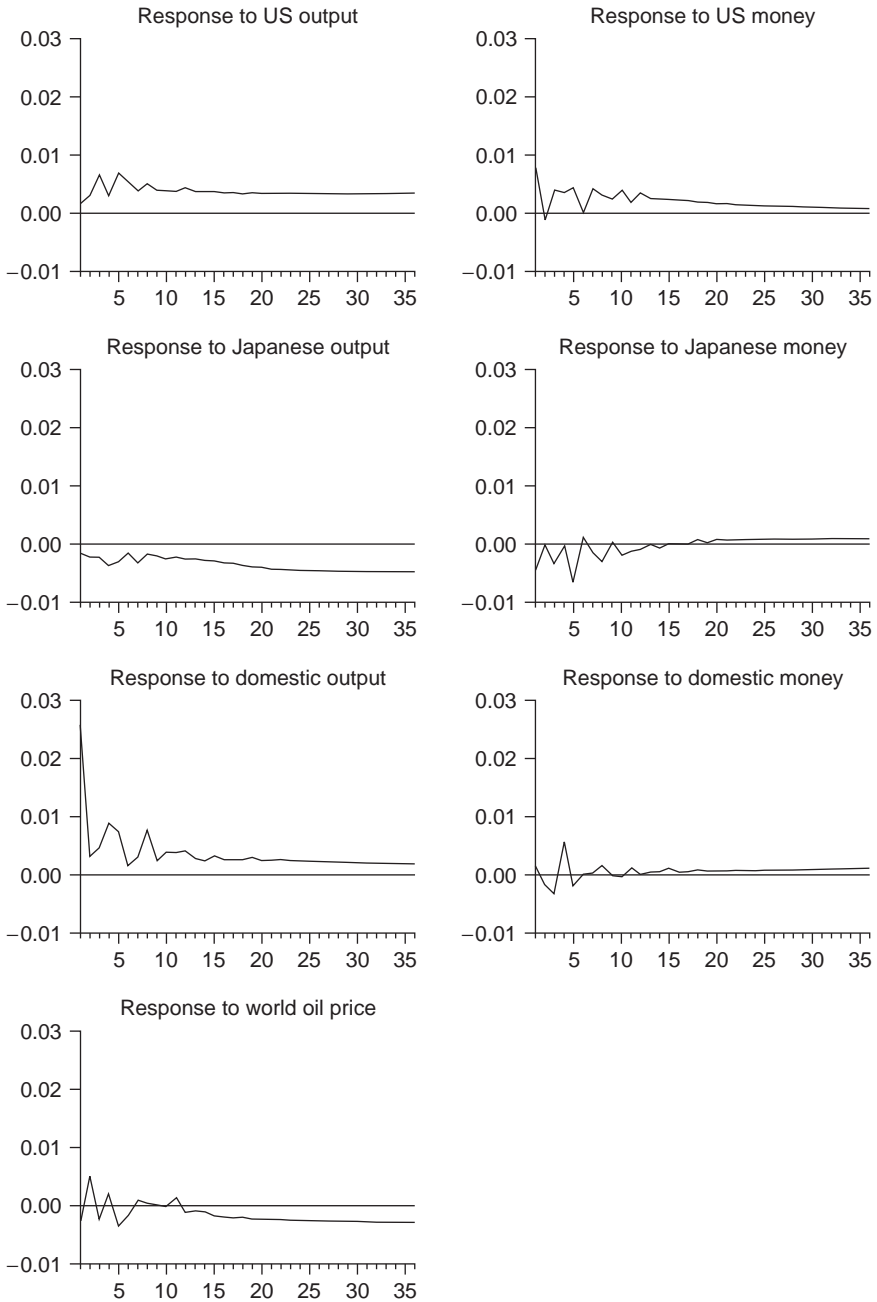 Response to US output
0.03
0.02
0.01
0.00
−0.01
5 10 15 20 25 30 35
Response to US money
0.03
0.02
0.01
0.00
−0.01
5 10 15 20 25 30 35
Response to Japanese output
0.03
0.02
0.01
0.00
−0.01
5 10 15 20 25 30 35
Response to Japanese money
0.03
0.02
0.01
0.00
−0.01
5 10 15 20 25 30 35
Response to domestic output
0.03
0.02
0.01
0.00
−0.01
5 10 15 20 25 30 35
Response to domestic money
0.03
0.02
0.01
0.00
−0.01
5 10 15 20 25 30 35
Response to world oil price
0.03
0.02
0.01
0.00
−0.01
5 10 15 20 25 30 35